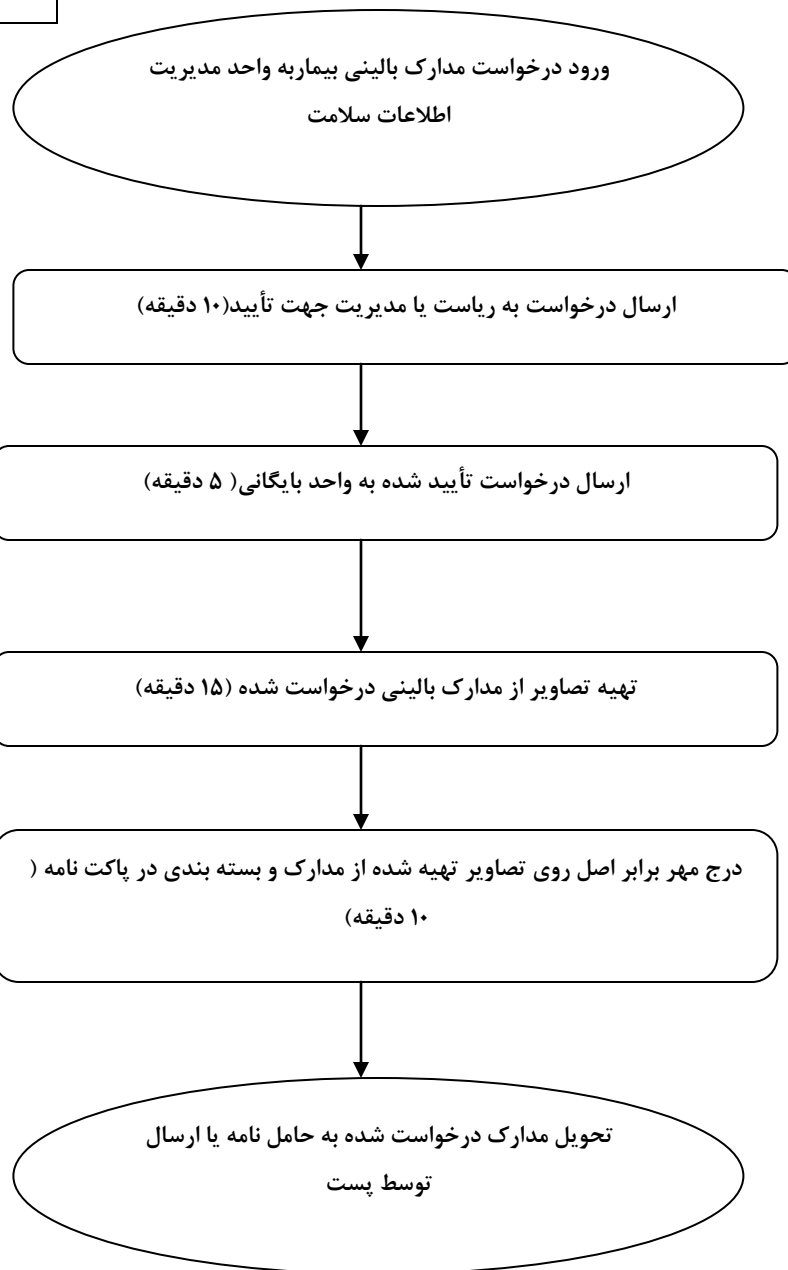 ورود درخواست مدارک بالینی بیماربه واحد مدیریت
اطلاعات سلامت
ارسال درخواست به ریاست یا مدیریت جهت تأیید(۱۰ دقیقه)
ارسال درخواست تأیید شده به واحد بایگانی( ۵ دقیقه)
تهیه تصاویر از مدارک بالینی درخواست شده (۱۵ دقیقه)
درج مهر برابر اصل روی تصاویر تهیه شده از مدارک و بسته بندی در پاکت نامه (
۱۰ دقیقه)
تحویل مدارک درخواست شده به حامل نامه یا ارسال
توسط پست